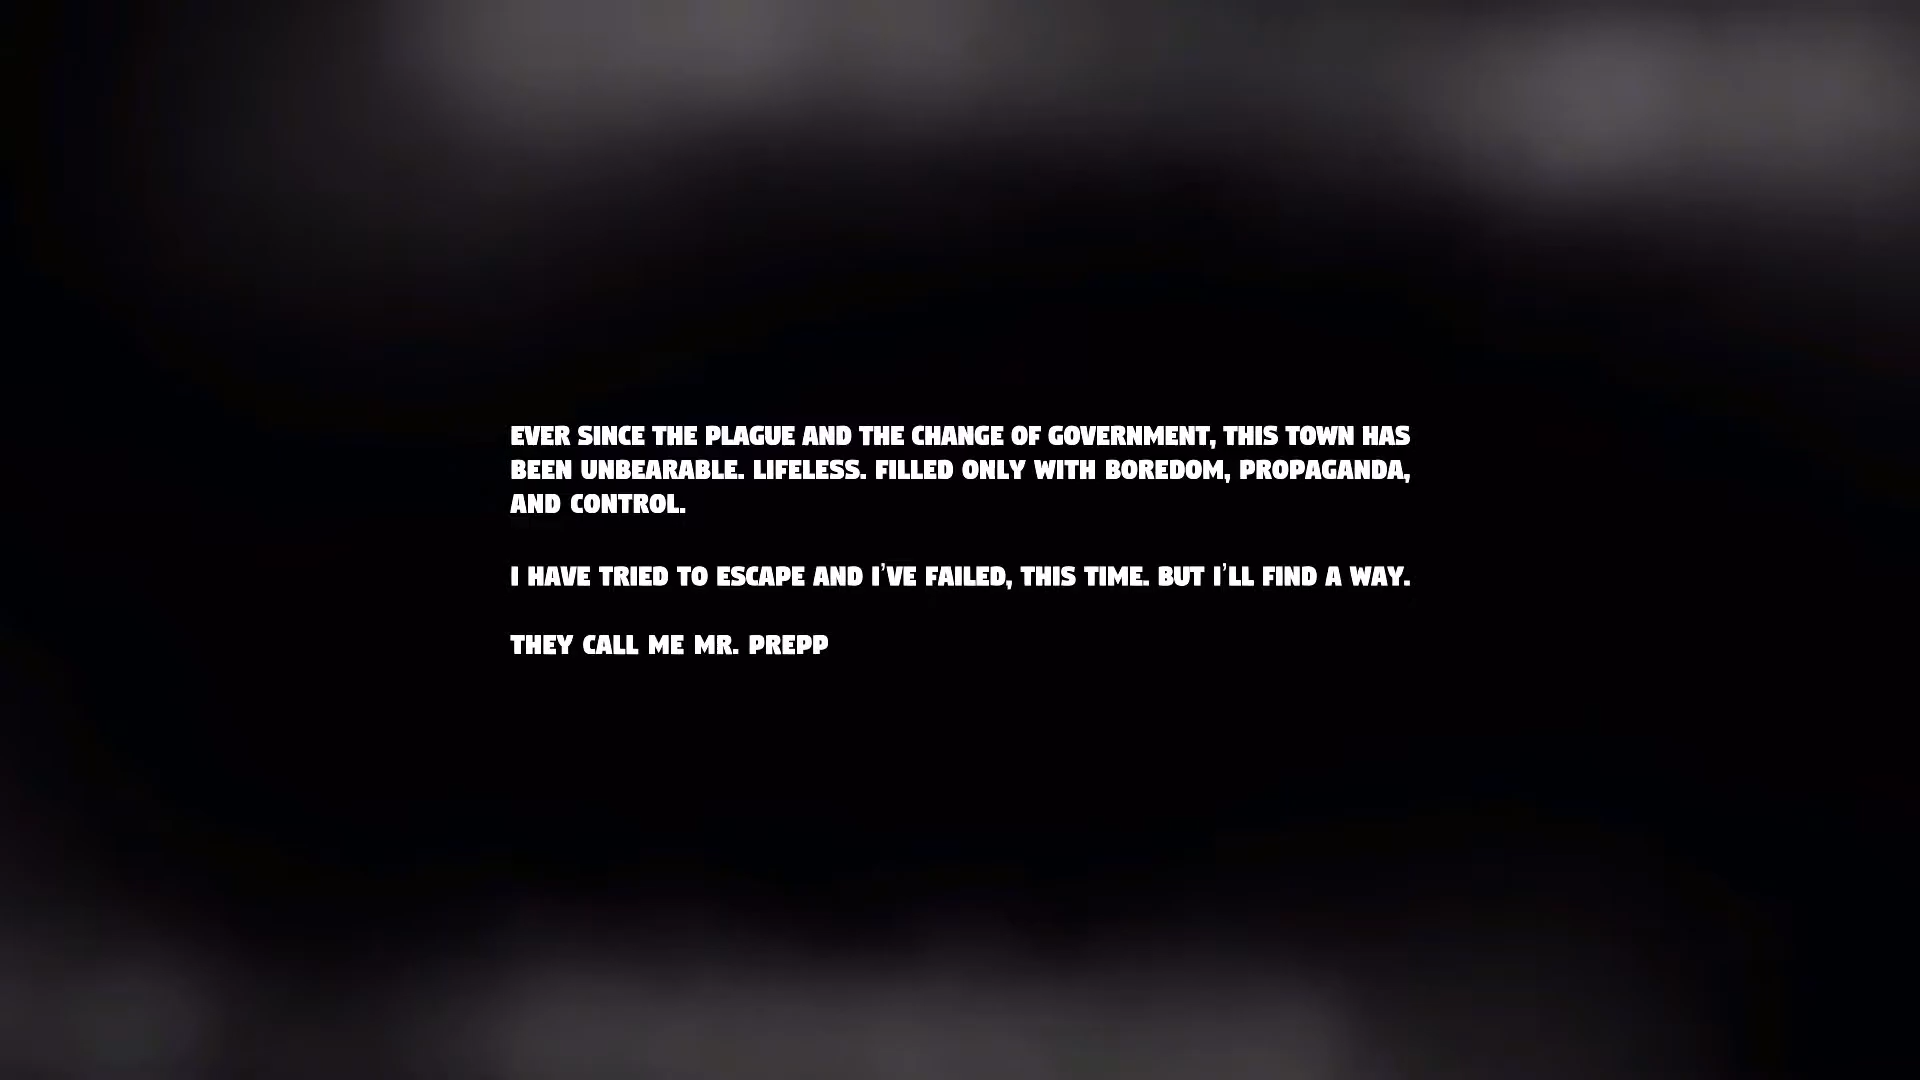 EVER SINCE THE PLAGUE AND THE CHANGE OF GOVERNMENT, THIS TOWN HAS
BEEN UNBEARABLE. LIFELESS. FILLED ONLY WITH BOREDOM, PROPAGANDA,
AND CONTROL.
I HAVE TRIED TO ESCAPE AND I'VE FAILED, THIS TIME. BUT I'LL FIND A WAY.
THEY CALL ME MR. PREPP